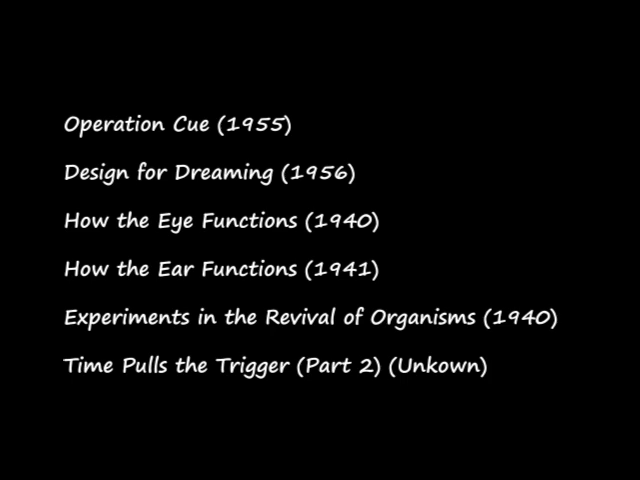 Operation Cue (1955)
Design for Dreaming (1956)
How the Eye Functions (1940)
How the Ear Functions (1941)
Experiments in the Revival of Organisms (1940)
Time Pulls the Trigger (Part 2) (Unkown)